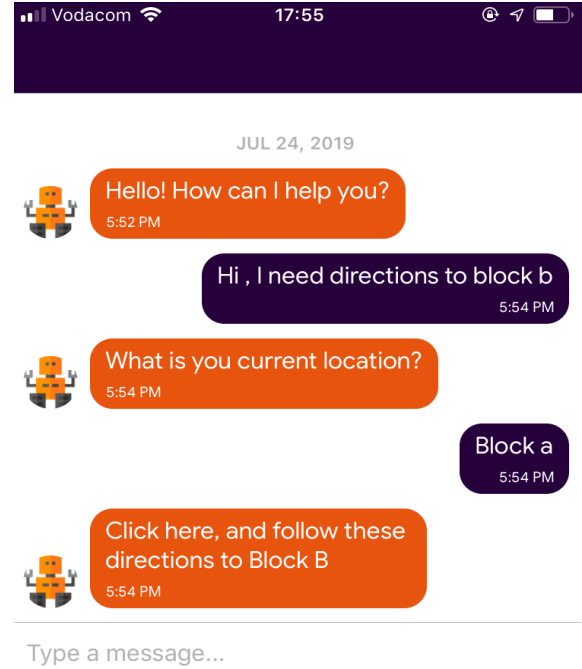 Vodacom 17:55
JUL 24, 2019
Hello! How can I help you?
5:52 PM
Hi , I need directions to block b
5:54 PM
What is you current location?
5:54 PM
Block a
5:54 PM
Click here, and follow these
directions to Block B
5:54 PM
Type a message...